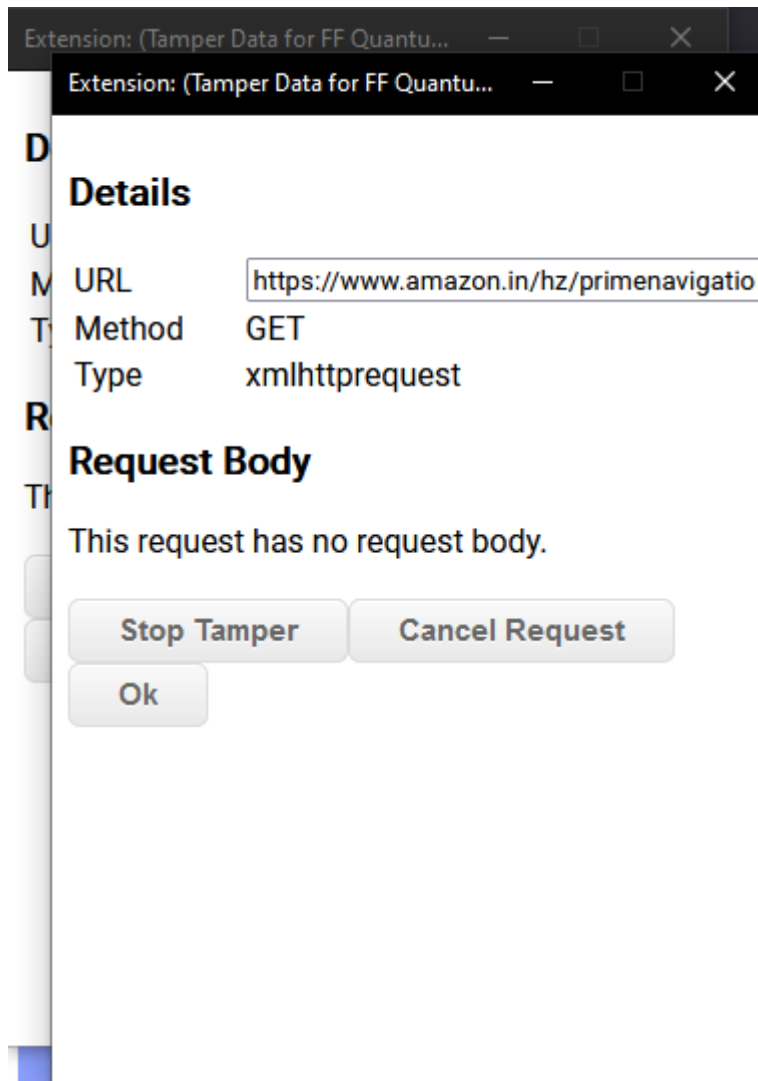 Extension: (Tamper Data for FF Quantu...
Extension: (Tamper Data for FF Quantu...
Details
URL https://www.amazon.in/hz/primenavigatio
Method GET
Type xmlhttprequest
Request Body
This request has no request body.
Stop Tamper Cancel Request
Ok